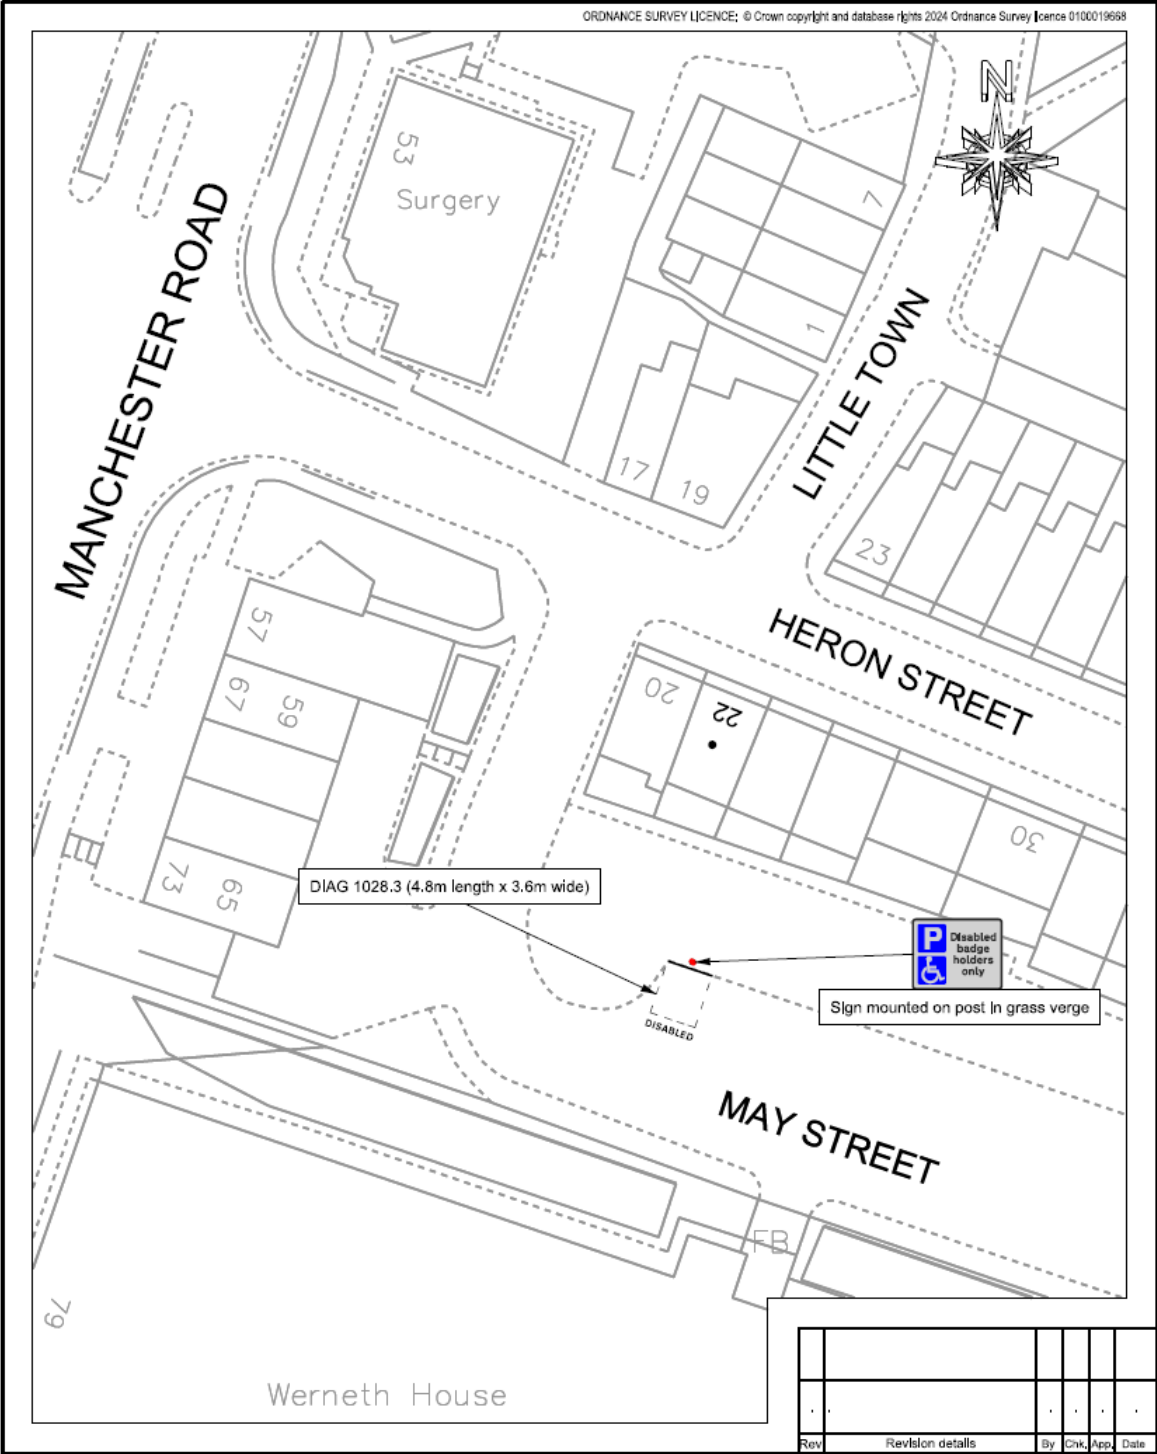 ORDNANCE SURVEY LICENCE; © Crown copyright and database rights 2024 Ordnance Survey licence 0100019668
N
53
Surgery
7
1
MANCHESTER ROAD
LITTLE TOWN
17
19
23
HERON STREET
57
67
59
20
22
30
73
65
DIAG 1028.3 (4.8m length x 3.6m wide)
P
Disabled
badge
holders
only
Sign mounted on post in grass verge
DISABLED
MAY STREET
FB
79
Werneth House
Rev
Revision details
By
Chk.
App.
Date